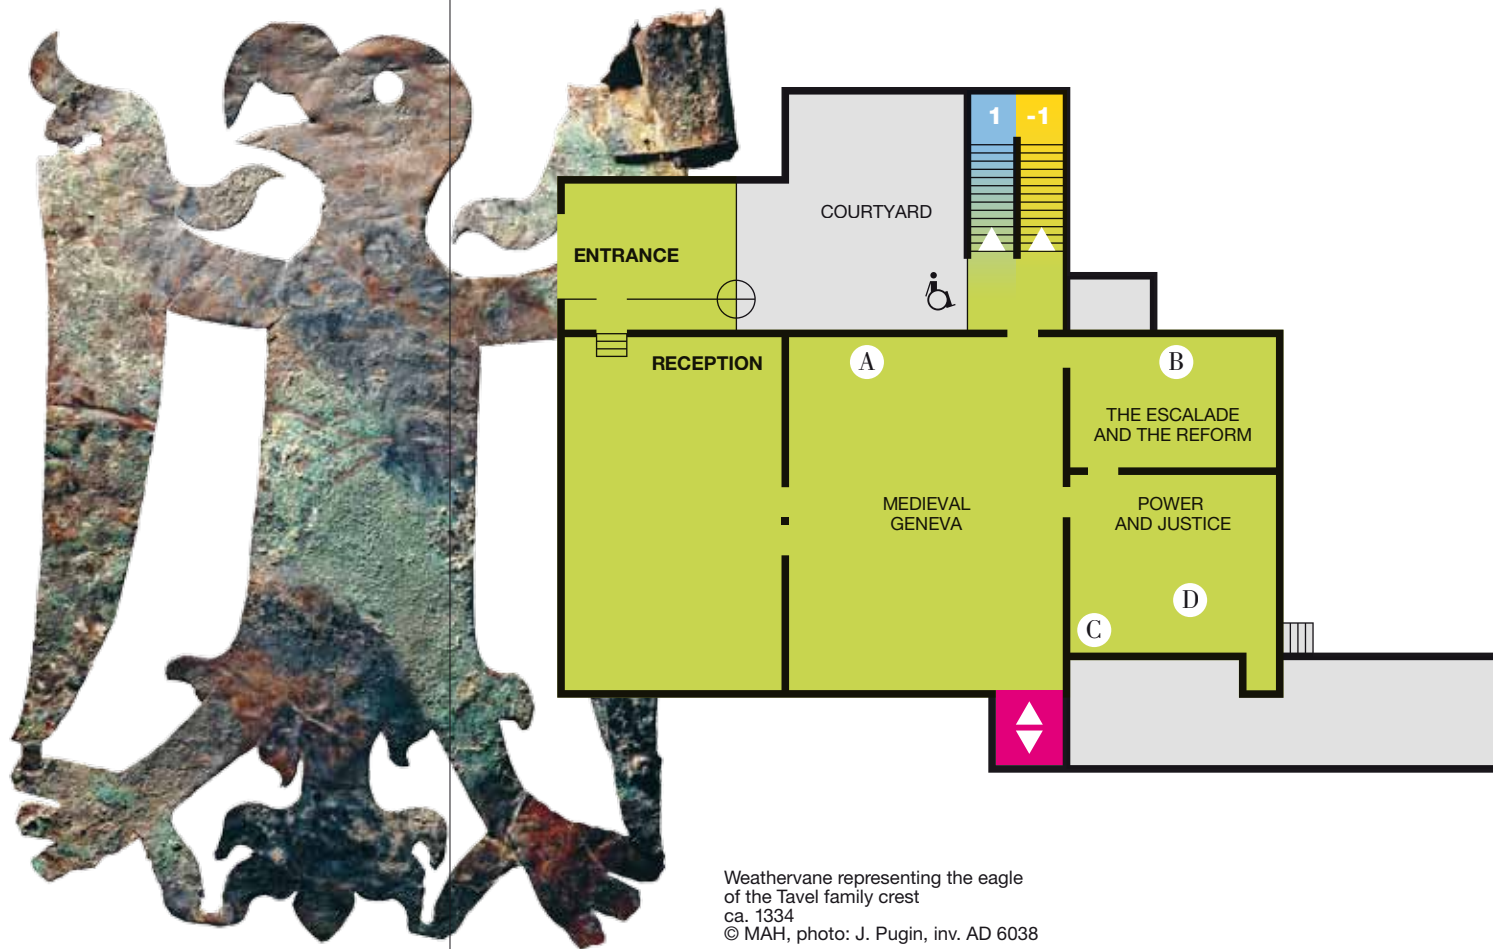 1
-1
COURTYARD
ENTRANCE
RECEPTION
A
B
THE ESCALADE
AND THE REFORM
MEDIEVAL
GENEVA
POWER
AND JUSTICE
D
C
Weathervane representing the eagle
of the Tavel family crest
ca. 1334
© MAH, photo: J. Pugin, inv. AD 6038